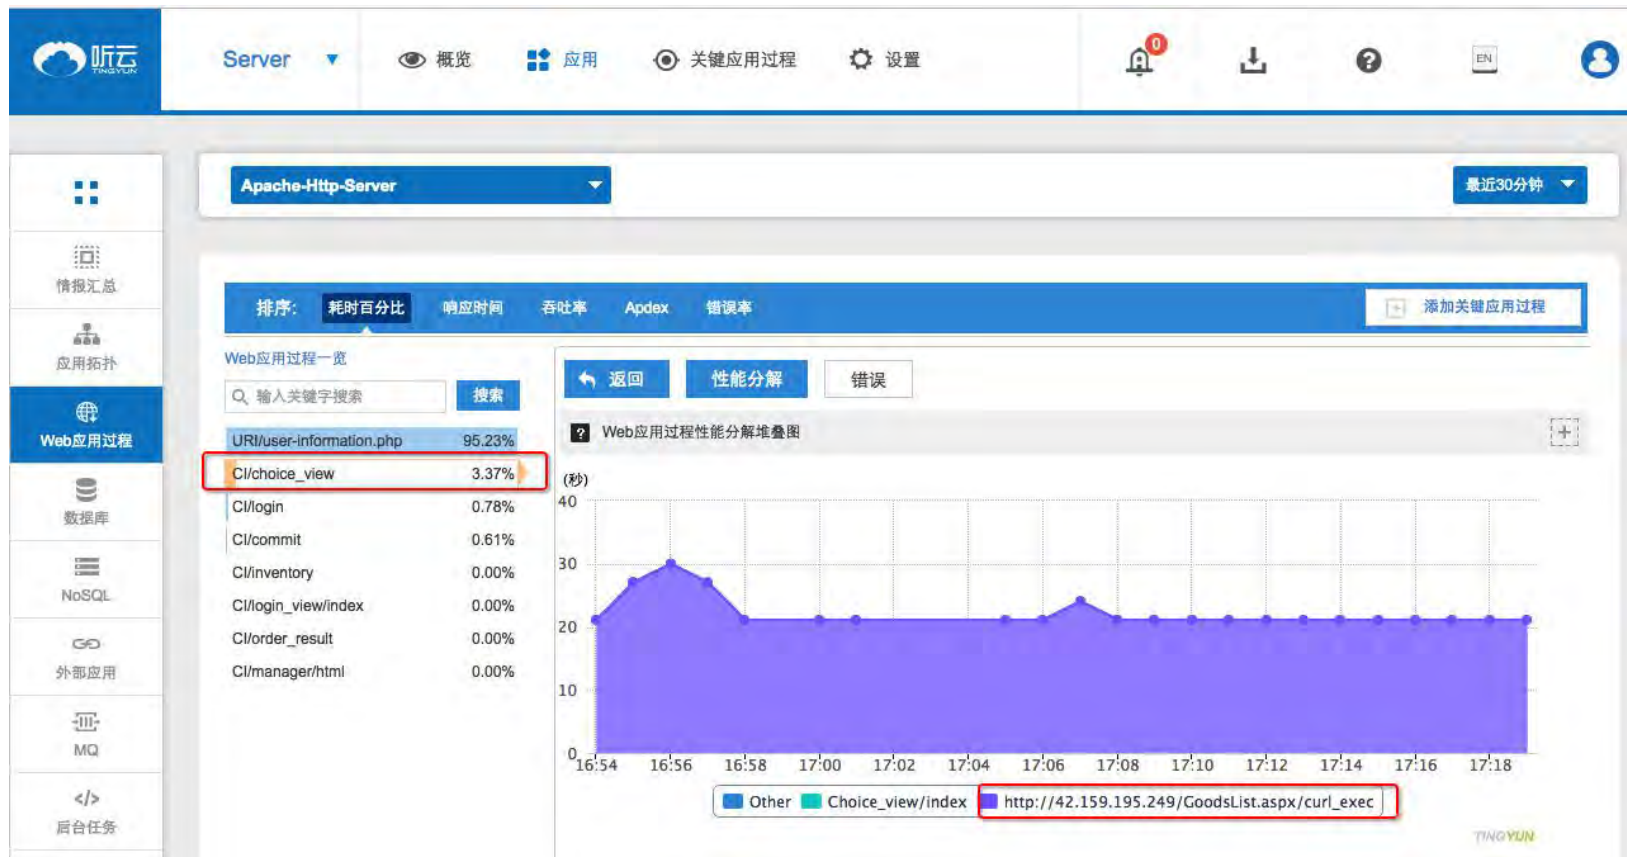 听云
TINGYUN
Server 概览 应用 关键应用过程 设置 0 EN
Apache-Http-Server 最近30分钟
情报汇总
应用拓扑
Web应用过程
数据库
NoSQL
外部应用
MQ
</>
后台任务
排序: 耗时百分比 响应时间 吞吐率 Apdex 错误率 添加关键应用过程
Web应用过程一览
输入关键字搜索 搜索
URI/user-information.php 95.23%
CI/choice_view 3.37%
CI/login 0.78%
CI/commit 0.61%
CI/inventory 0.00%
CI/login_view/index 0.00%
CI/order_result 0.00%
CI/manager/html 0.00%
返回 性能分解 错误
? Web应用过程性能分解堆叠图
(秒)
40
30
20
10
0
16:54 16:56 16:58 17:00 17:02 17:04 17:06 17:08 17:10 17:12 17:14 17:16 17:18
Other Choice_view/index http://42.159.195.249/GoodsList.aspx/curl_exec
TINGYUN